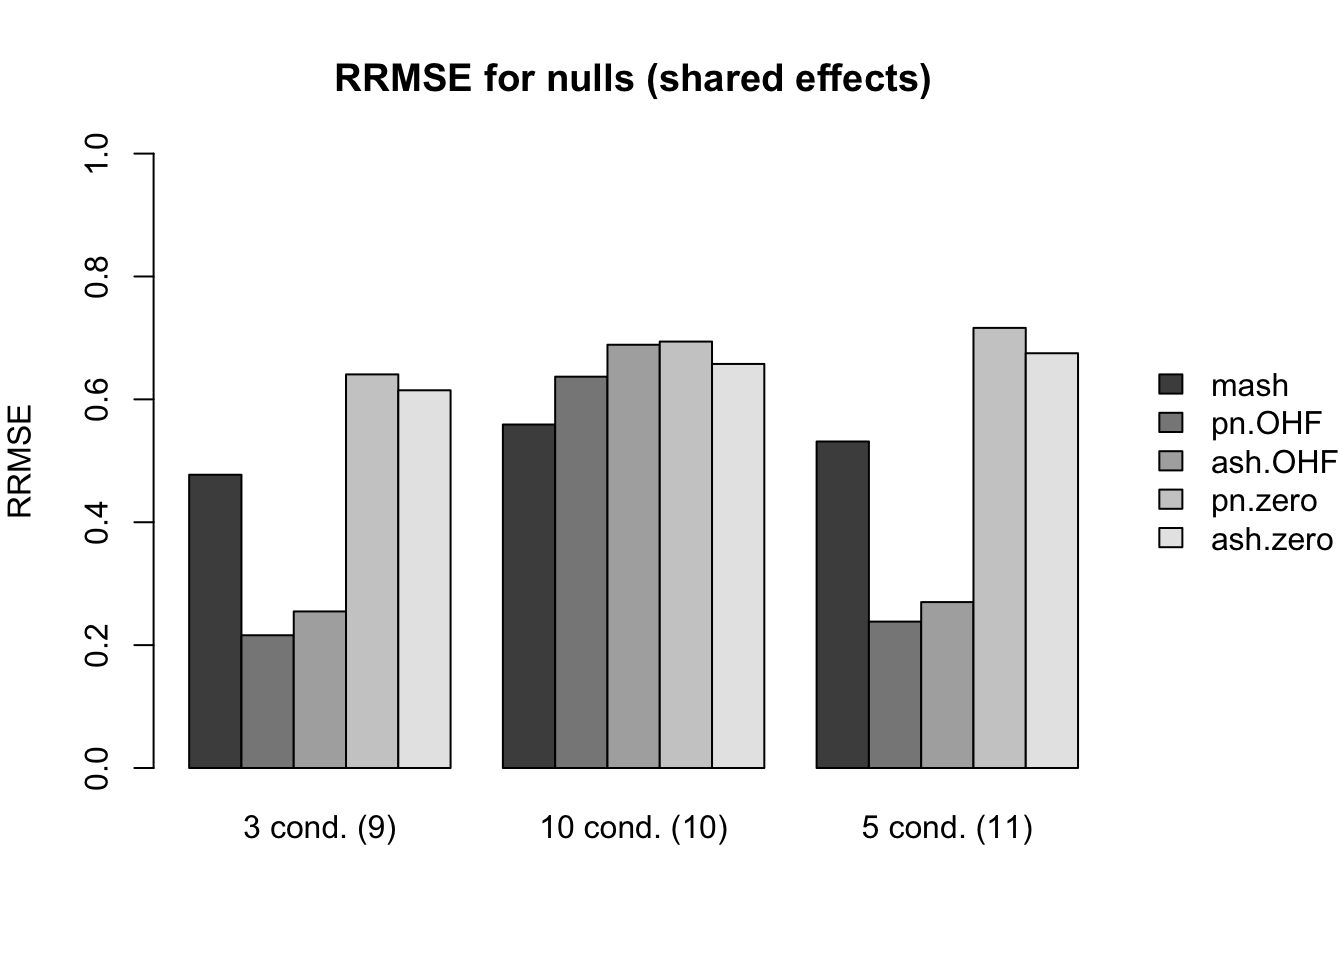 RRMSE for nulls (shared effects)
RRMSE
1.0
0.8
0.6
0.4
0.2
0.0
3 cond. (9)
10 cond. (10)
5 cond. (11)
mash
pn.OHF
ash.OHF
pn.zero
ash.zero